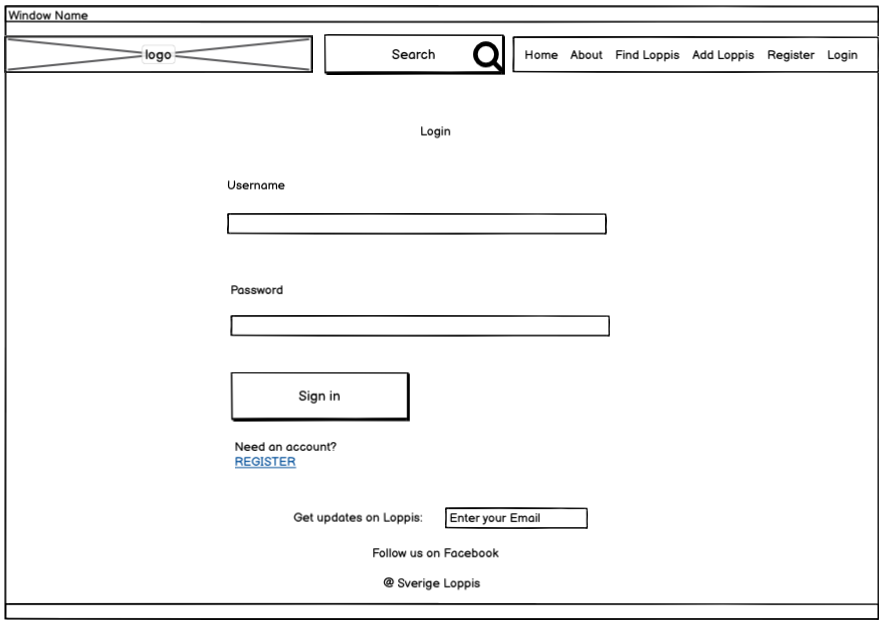 Window Name
logo
Search
Home About Find Loppis Add Loppis Register Login
Login
Username
Password
Sign in
Need an account?
REGISTER
Get updates on Loppis: Enter your Email
Follow us on Facebook
@ Sverige Loppis